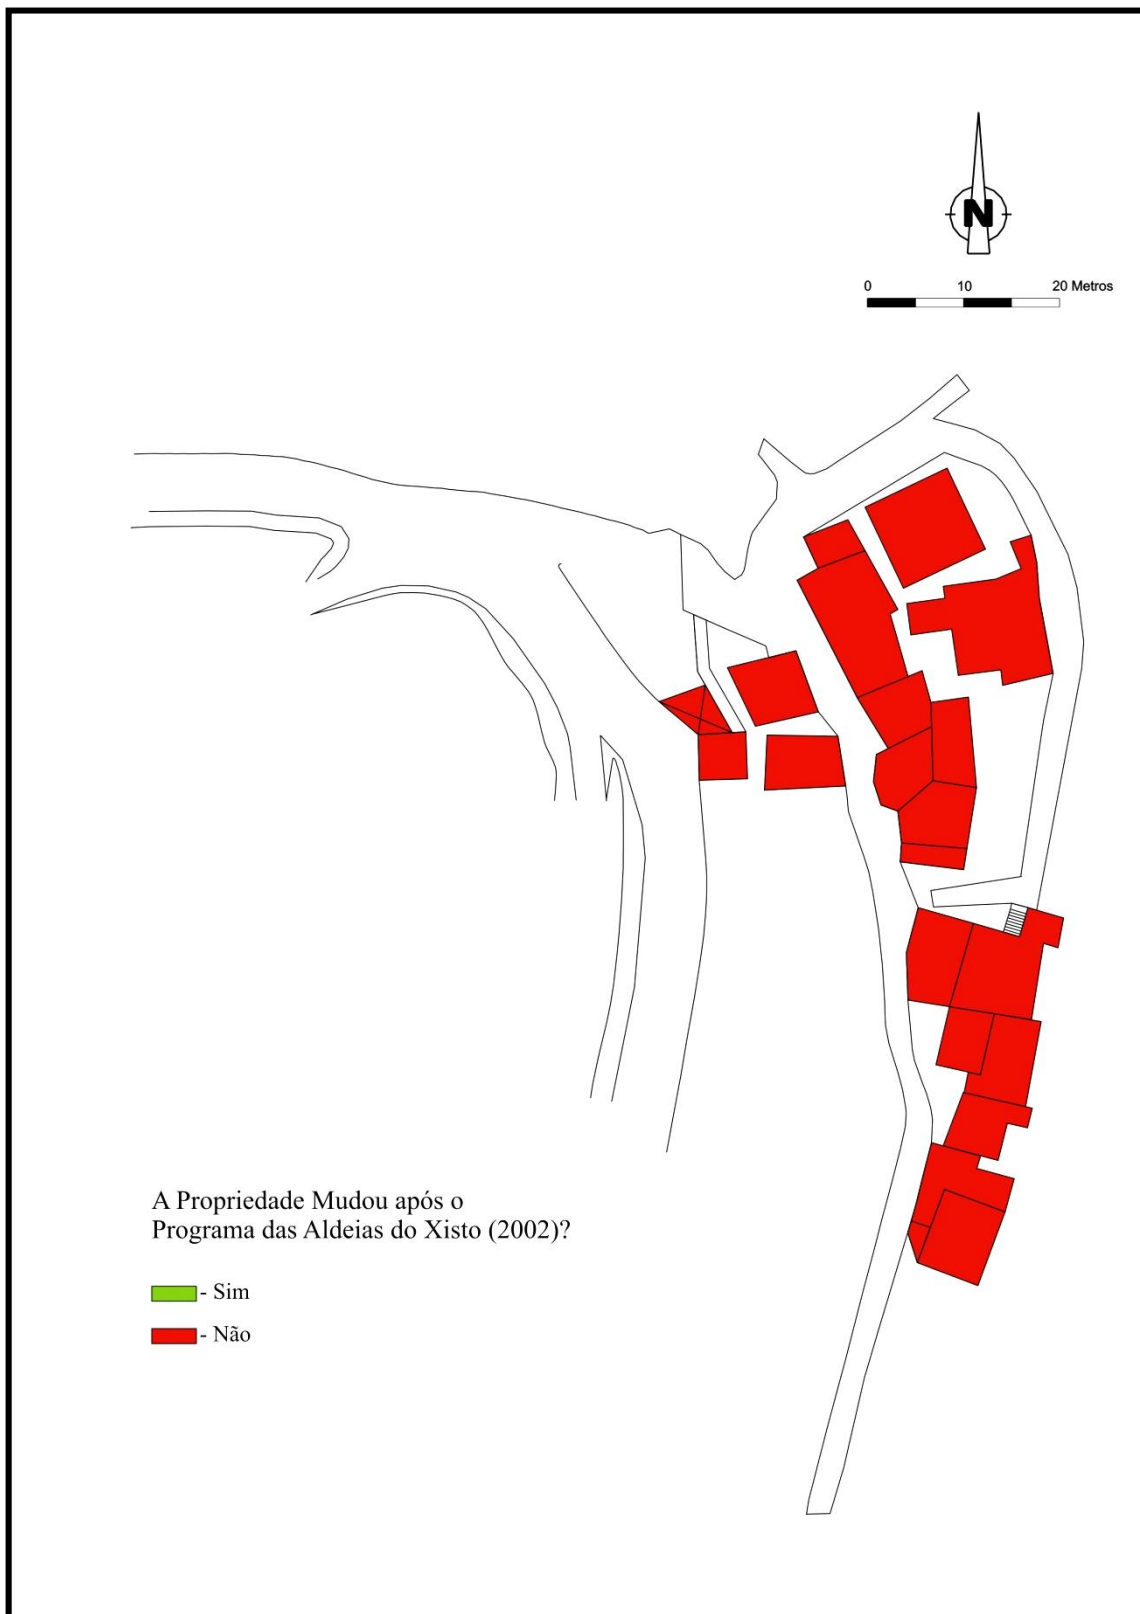 N
0 10 20 Metros
A Propriedade Mudou após o
Programa das Aldeias do Xisto (2002)?
- Sim
- Não